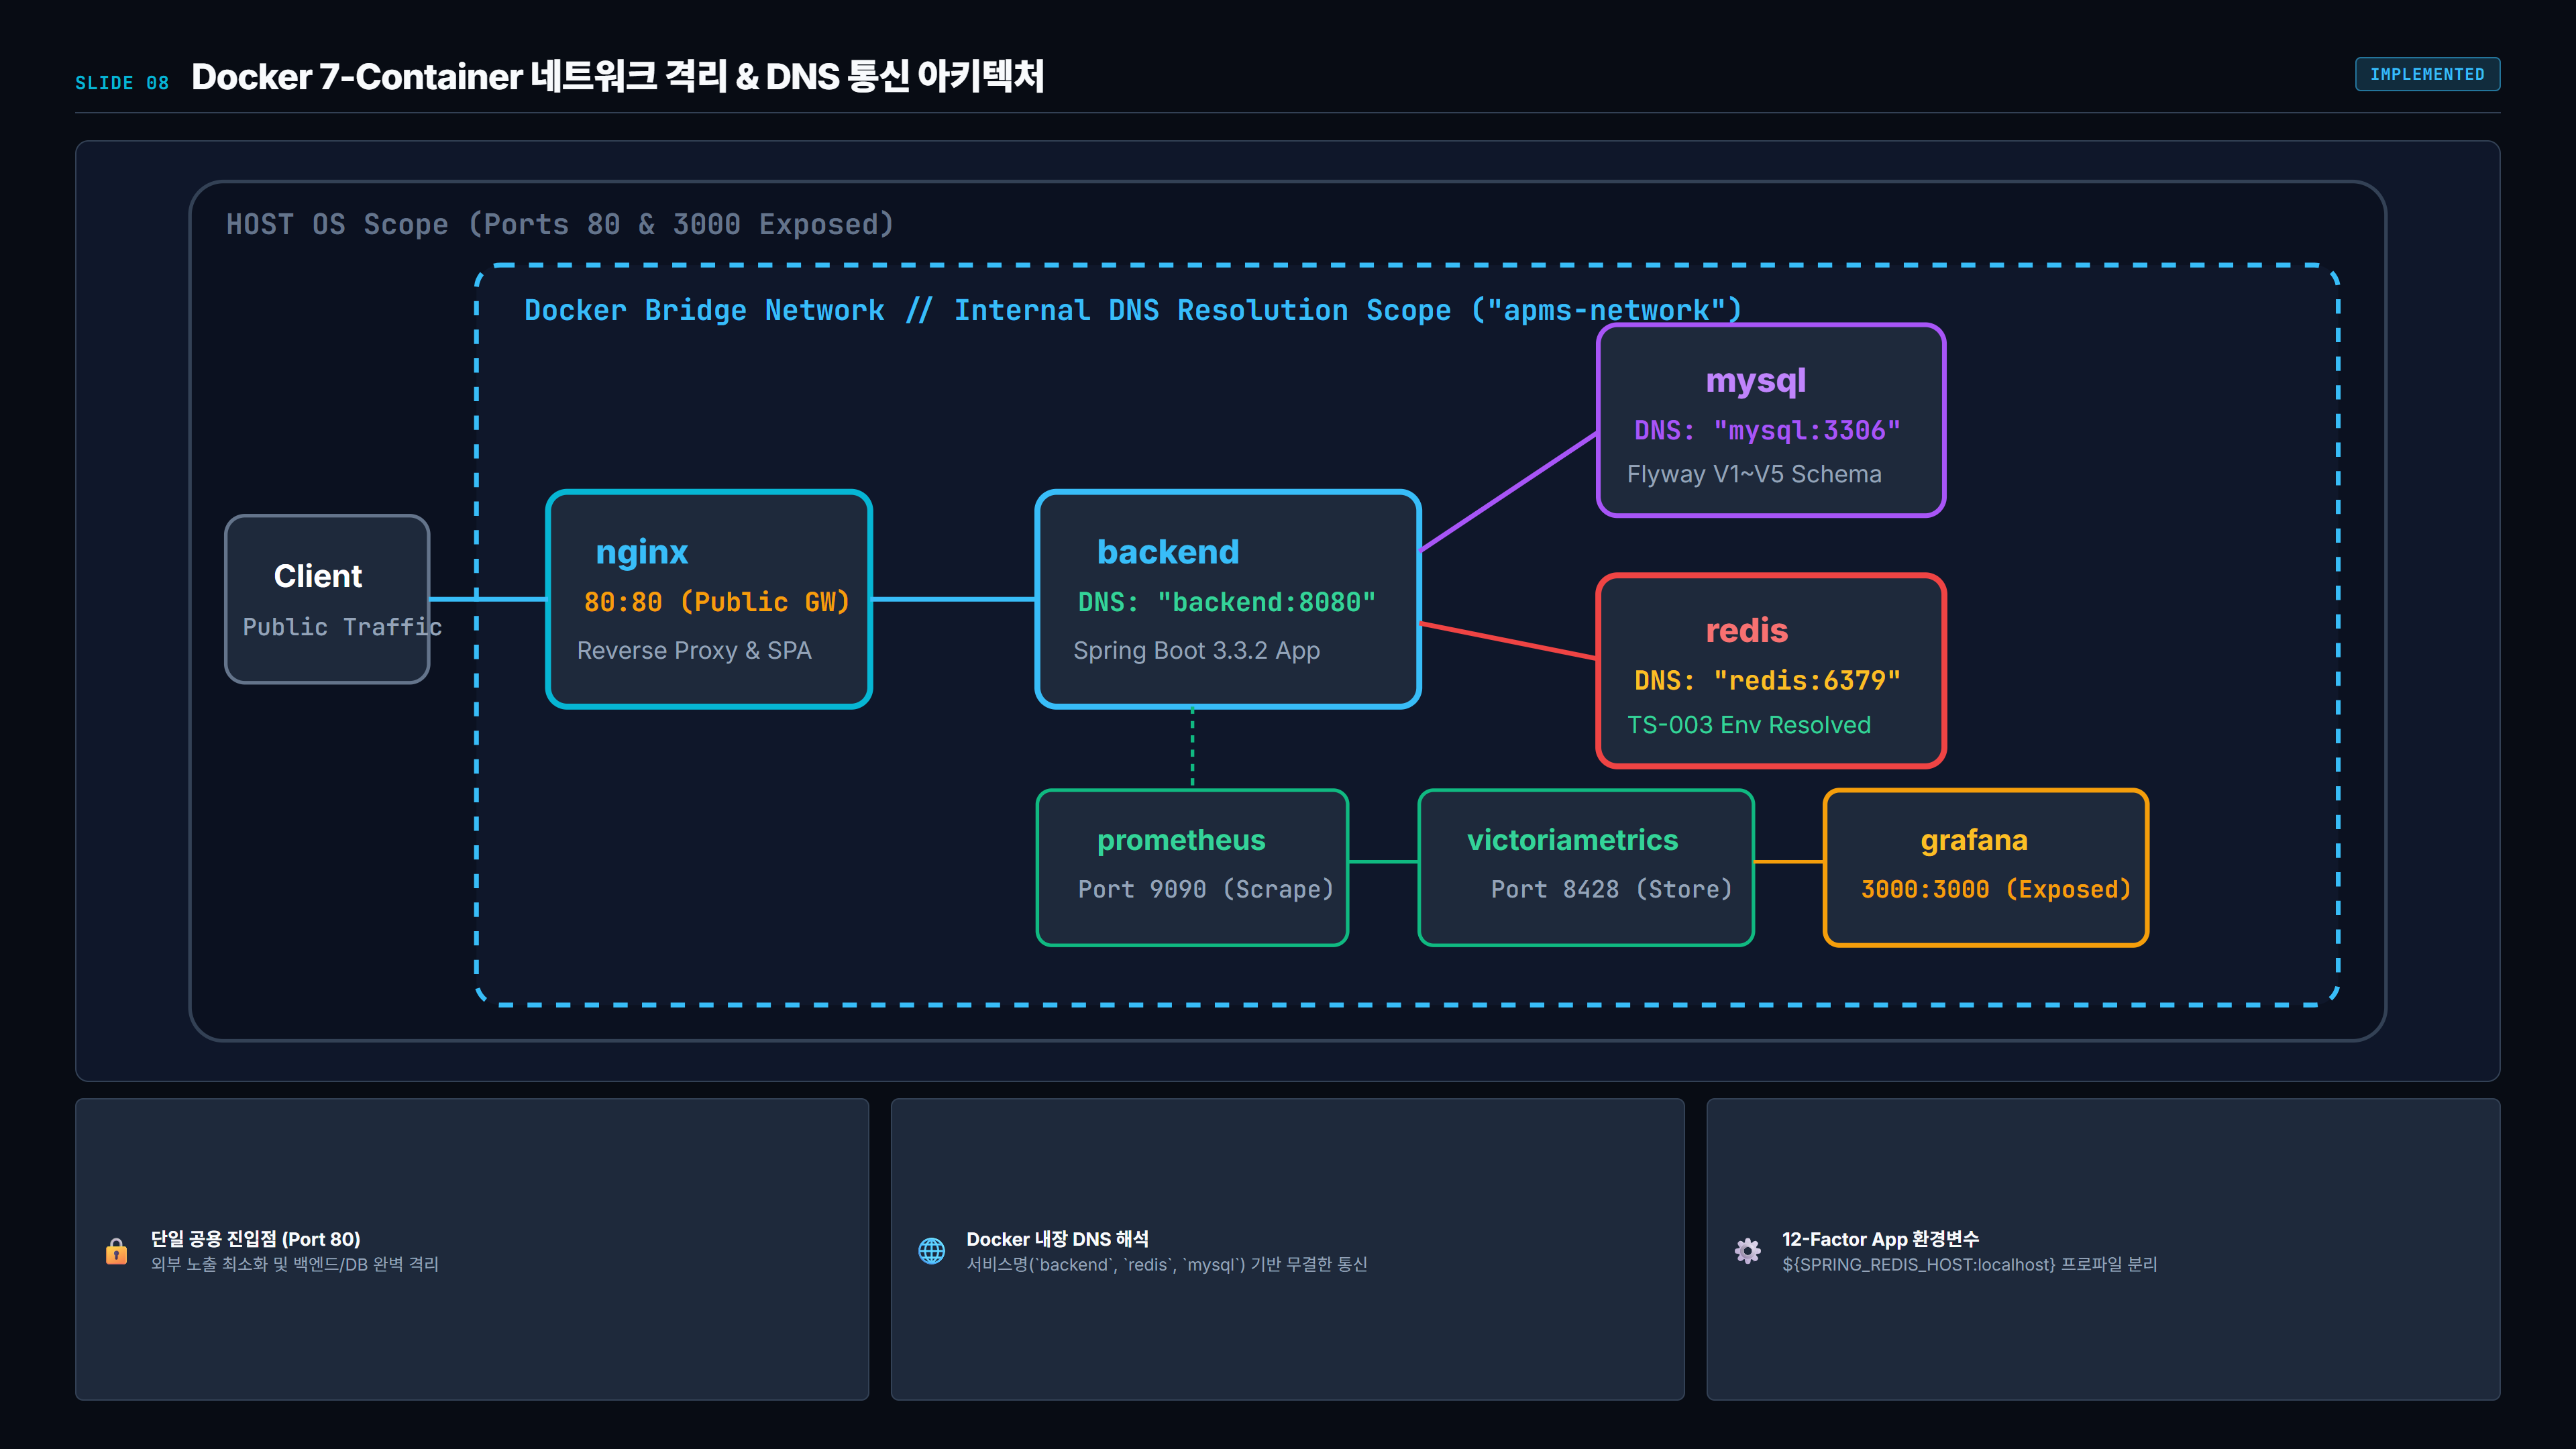 SLIDE 08 Docker 7-Container 네트워크 격리 & DNS 통신 아키텍처
IMPLEMENTED
HOST OS Scope (Ports 80 & 3000 Exposed)
Docker Bridge Network // Internal DNS Resolution Scope ("apms-network")
Client
Public Traffic
nginx
80:80 (Public GW)
Reverse Proxy & SPA
backend
DNS: "backend:8080"
Spring Boot 3.3.2 App
mysql
DNS: "mysql:3306"
Flyway V1~V5 Schema
redis
DNS: "redis:6379"
TS-003 Env Resolved
prometheus
Port 9090 (Scrape)
victoriametrics
Port 8428 (Store)
grafana
3000:3000 (Exposed)
단일 공용 진입점 (Port 80)
외부 노출 최소화 및 백엔드/DB 완벽 격리
Docker 내장 DNS 해석
서비스명(`backend`, `redis`, `mysql`) 기반 무결한 통신
12-Factor App 환경변수
${SPRING_REDIS_HOST:localhost} 프로파일 분리